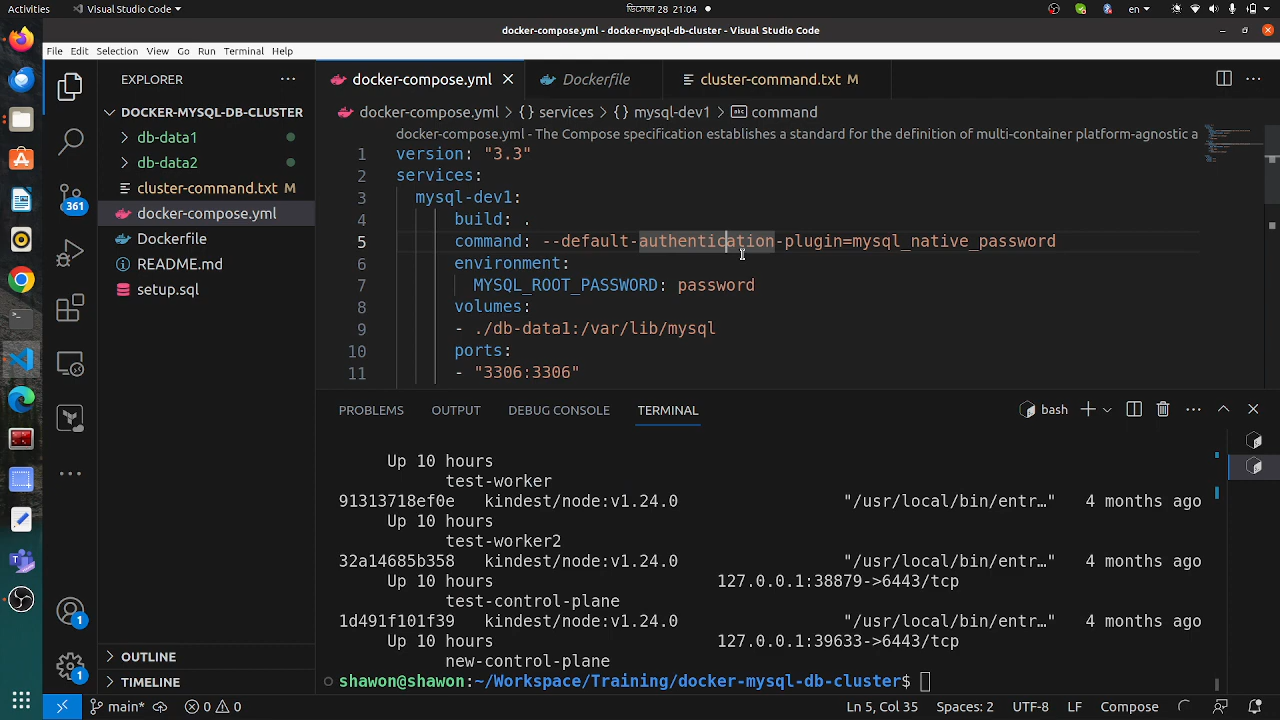 Activities
Visual Studio Code
ডিসেম্বর 28 21:04
en
docker-compose.yml - docker-mysql-db-cluster - Visual Studio Code
File Edit Selection View Go Run Terminal Help
EXPLORER
docker-compose.yml
Dockerfile
cluster-command.txt M
DOCKER-MYSQL-DB-CLUSTER
db-data1
db-data2
cluster-command.txt M
docker-compose.yml
Dockerfile
README.md
setup.sql
361
docker-compose.yml > {} services > {} mysql-dev1 > command
docker-compose.yml - The Compose specification establishes a standard for the definition of multi-container platform-agnostic a
1 version: "3.3"
2 services:
3 mysql-dev1:
4 build: .
5 command: --default-authentication-plugin=mysql_native_password
6 environment:
7 MYSQL_ROOT_PASSWORD: password
8 volumes:
9 - ./db-data1:/var/lib/mysql
10 ports:
11 - "3306:3306"
PROBLEMS OUTPUT DEBUG CONSOLE TERMINAL
bash
Up 10 hours
test-worker
91313718ef0e kindest/node:v1.24.0 "/usr/local/bin/entr…" 4 months ago
Up 10 hours
test-worker2
32a14685b358 kindest/node:v1.24.0 "/usr/local/bin/entr…" 4 months ago
Up 10 hours 127.0.0.1:38879->6443/tcp
test-control-plane
1d491f101f39 kindest/node:v1.24.0 "/usr/local/bin/entr…" 4 months ago
Up 10 hours 127.0.0.1:39633->6443/tcp
new-control-plane
shawon@shawon:~/Workspace/Training/docker-mysql-db-cluster$
1
1
OUTLINE
TIMELINE
main*
0 0
Ln 5, Col 35
Spaces: 2
UTF-8
LF
Compose